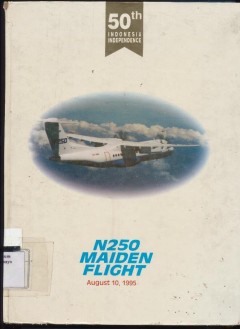 50th
INDONESIA
INDEPENDENCE
N250
MAIDEN
FLIGHT
August 10, 1995